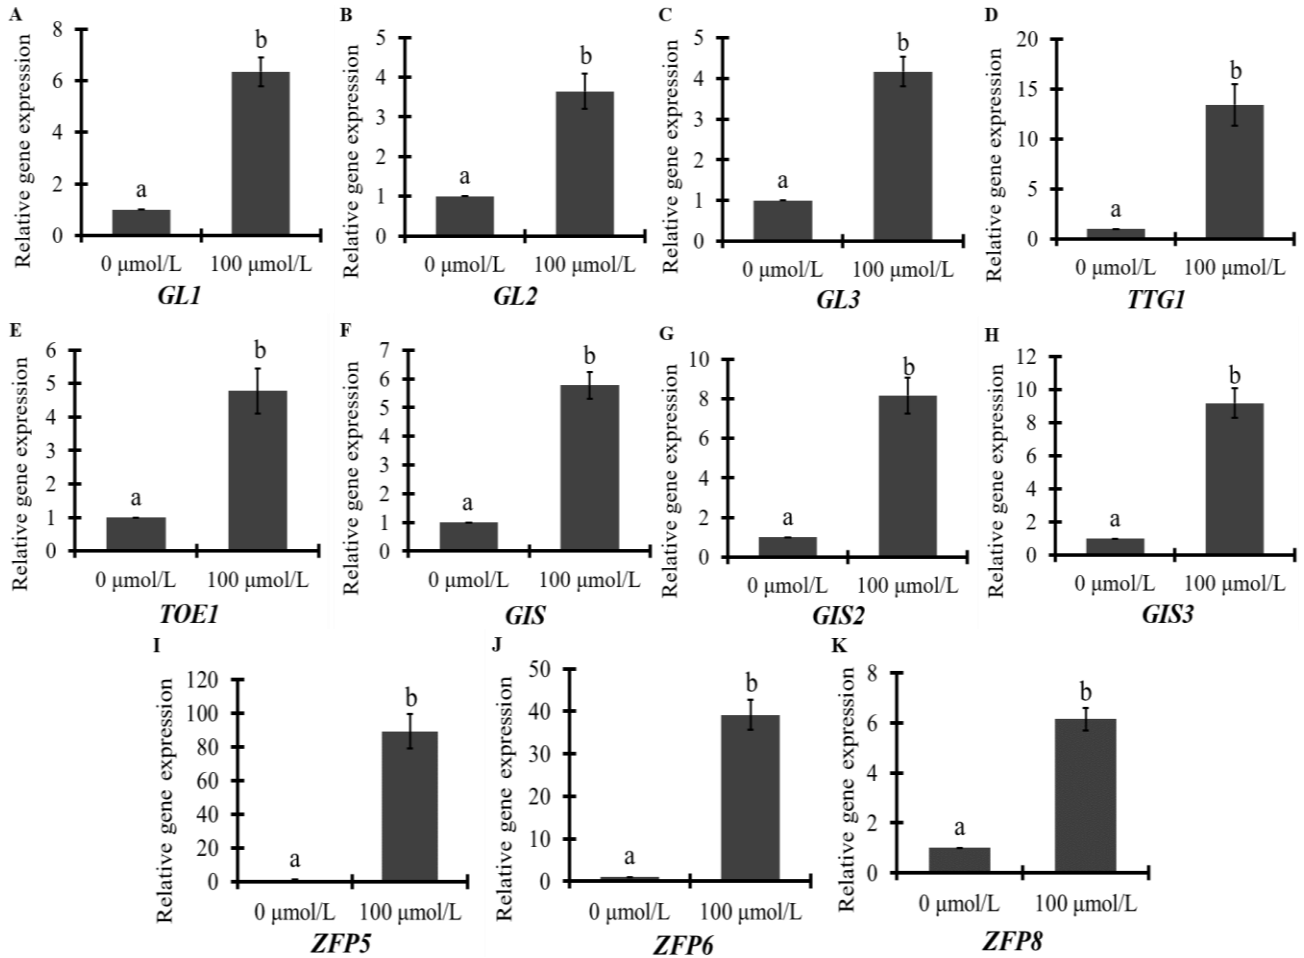 A
B
C
D
Relative gene expression
8
6
4
2
0
a
b
0 μmol/L
100 μmol/L
GL1
Relative gene expression
5
4
3
2
1
0
a
b
0 μmol/L
100 μmol/L
GL2
Relative gene expression
5
4
3
2
1
0
a
b
0 μmol/L
100 μmol/L
GL3
Relative gene expression
20
15
10
5
0
a
b
0 μmol/L
100 μmol/L
TTG1
E
F
G
H
Relative gene expression
6
5
4
3
2
1
0
a
b
0 μmol/L
100 μmol/L
TOE1
Relative gene expression
7
6
5
4
3
2
1
0
a
b
0 μmol/L
100 μmol/L
GIS
Relative gene expression
10
8
6
4
2
0
a
b
0 μmol/L
100 μmol/L
GIS2
Relative gene expression
12
10
8
6
4
2
0
a
b
0 μmol/L
100 μmol/L
GIS3
I
J
K
Relative gene expression
120
100
80
60
40
20
0
a
b
0 μmol/L
100 μmol/L
ZFP5
Relative gene expression
50
40
30
20
10
0
a
b
0 μmol/L
100 μmol/L
ZFP6
Relative gene expression
8
6
4
2
0
a
b
0 μmol/L
100 μmol/L
ZFP8